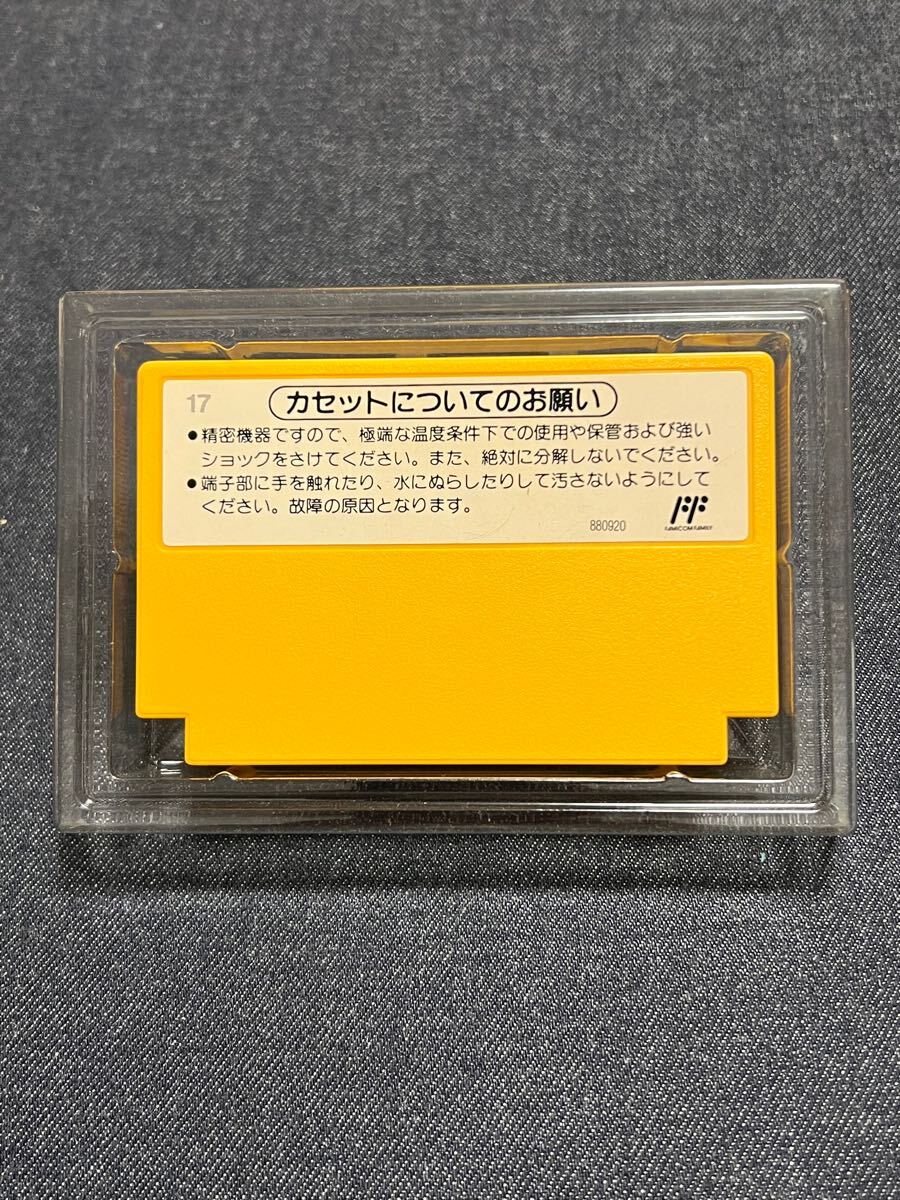 17
カセットについてのお願い
●精密機器ですので、極端な温度条件下での使用や保管および強い
ショックをさけてください。また、絶対に分解しないでください。
●端子部に手を触れたり、水にぬらしたりして汚さないようにして
ください。故障の原因となります。
880920
FF
FAMICOM FAMILY